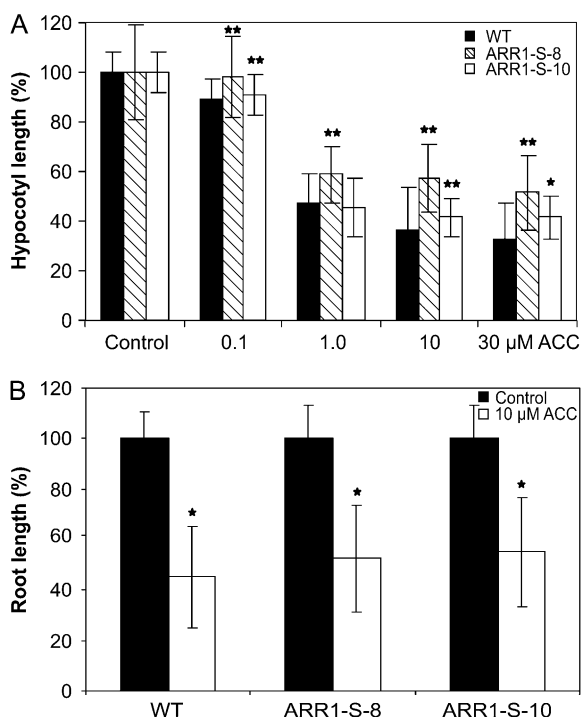 A
Hypocotyl length (%)
120
100
80
60
40
20
0
WT
ARR1-S-8
ARR1-S-10
★★
★★
★★
★★
★★
★★
★
Control 0.1 1.0 10 30 µM ACC
B
Root length (%)
120
100
80
60
40
20
0
Control
10 µM ACC
★
★
★
WT ARR1-S-8 ARR1-S-10